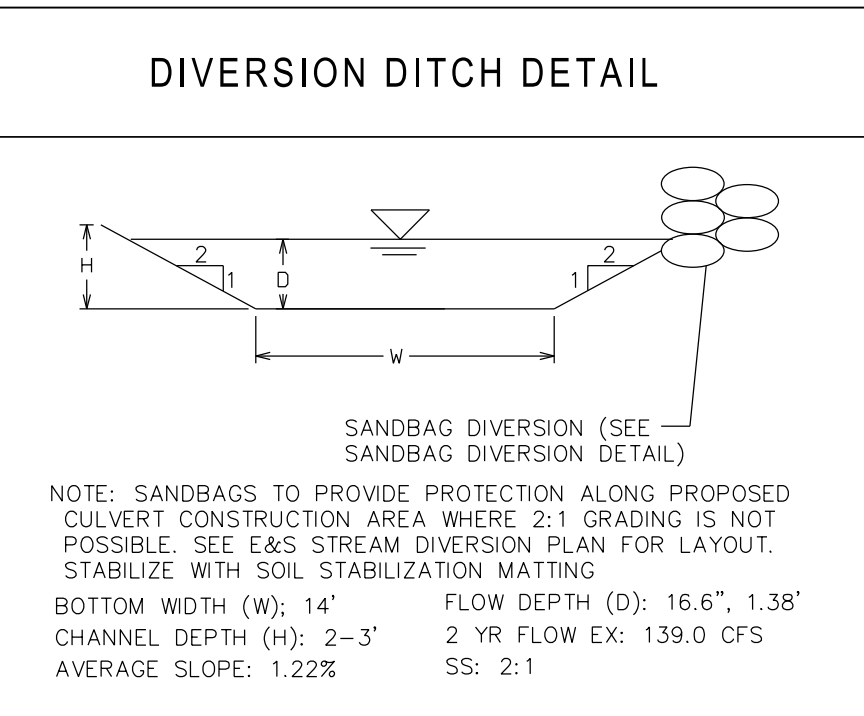 DIVERSION DITCH DETAIL
H
2
1
D
2
1
W
SANDBAG DIVERSION (SEE
SANDBAG DIVERSION DETAIL)
NOTE: SANDBAGS TO PROVIDE PROTECTION ALONG PROPOSED
CULVERT CONSTRUCTION AREA WHERE 2:1 GRADING IS NOT
POSSIBLE. SEE E&S STREAM DIVERSION PLAN FOR LAYOUT.
STABILIZE WITH SOIL STABILIZATION MATTING
BOTTOM WIDTH (W); 14'
FLOW DEPTH (D): 16.6", 1.38'
CHANNEL DEPTH (H): 2-3'
2 YR FLOW EX: 139.0 CFS
AVERAGE SLOPE: 1.22%
SS: 2:1